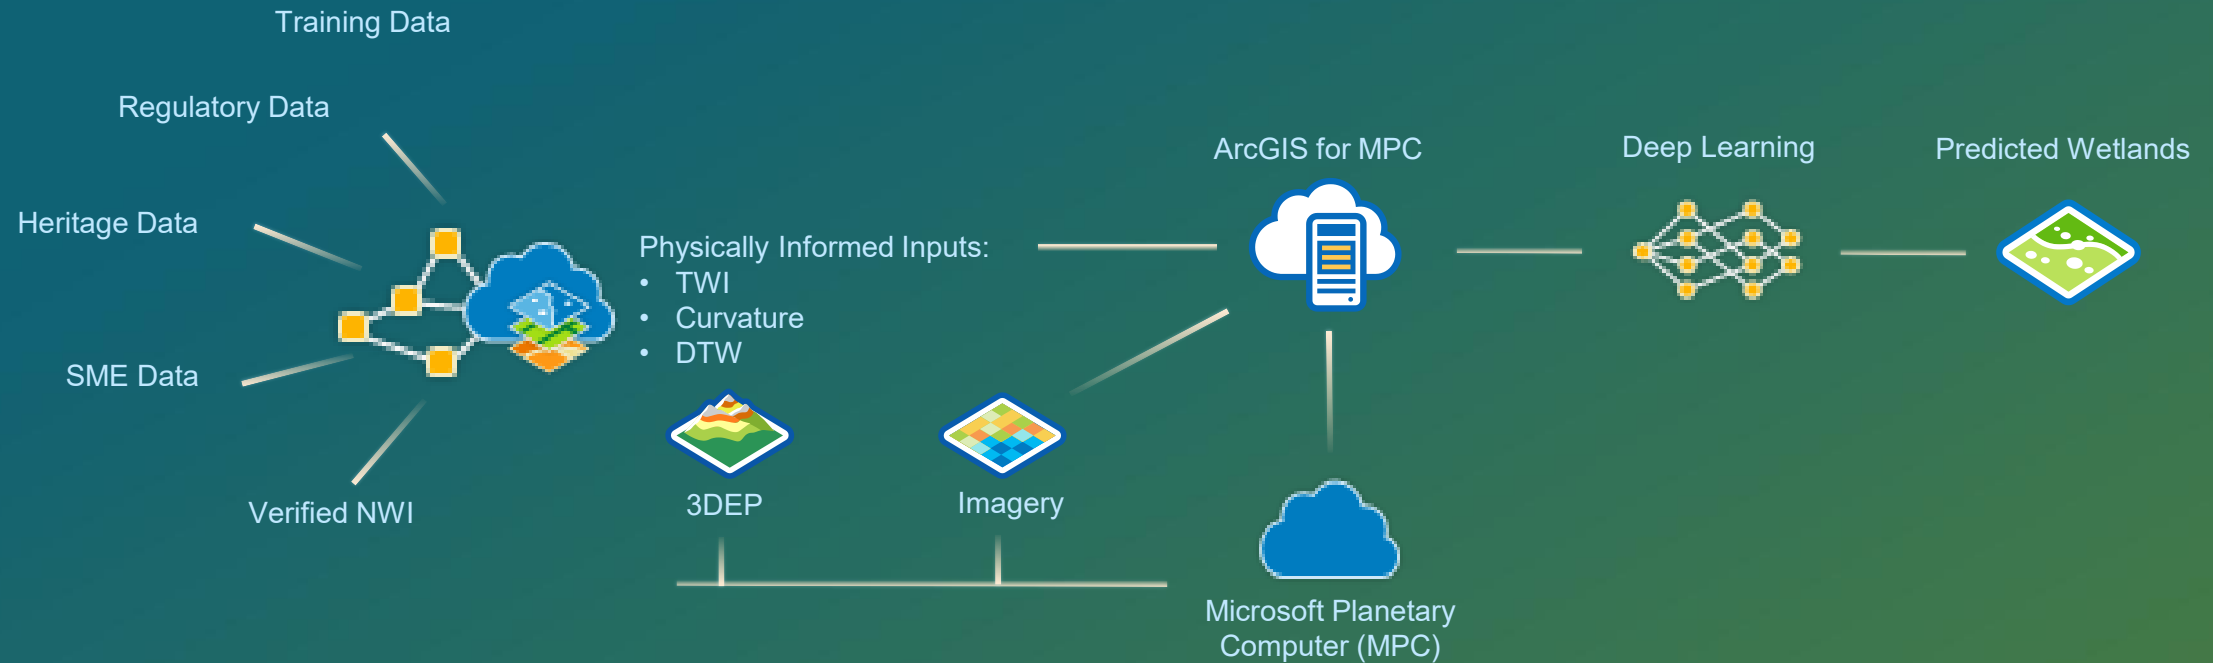 Training Data
Regulatory Data
Heritage Data
SME Data
Verified NWI
Physically Informed Inputs:
• TWI
• Curvature
• DTW
3DEP
Imagery
ArcGIS for MPC
Microsoft Planetary
Computer (MPC)
Deep Learning
Predicted Wetlands